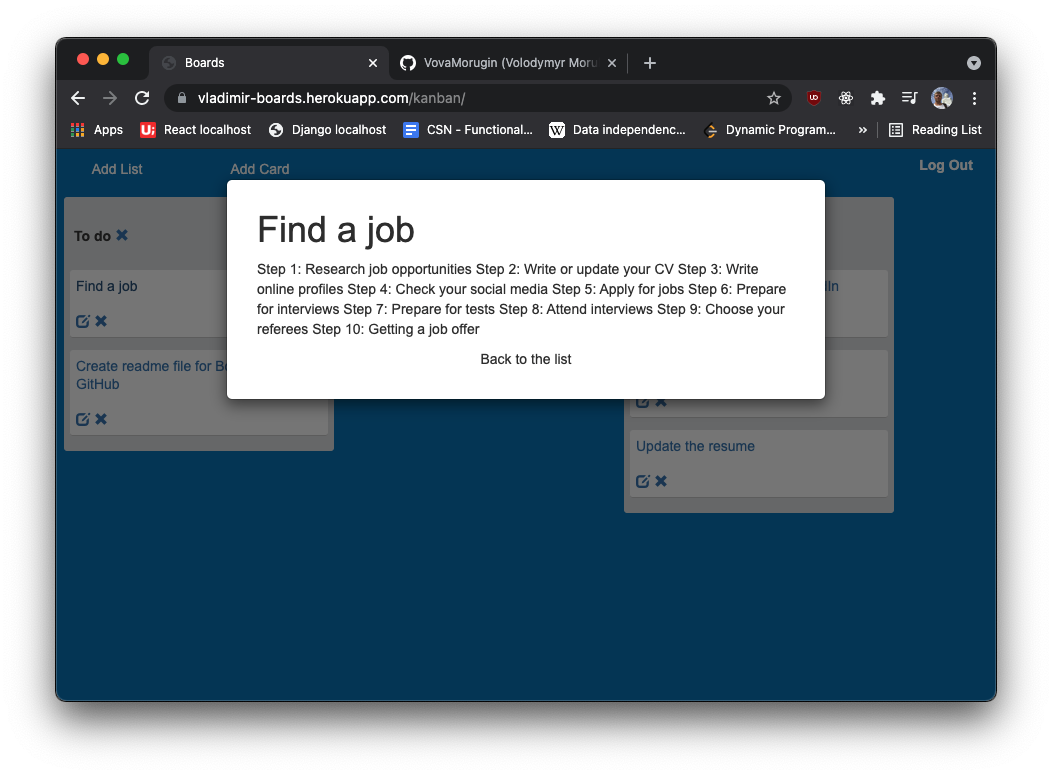 Boards
VovaMorugin (Volodymyr Moru
vladimir-boards.herokuapp.com/kanban/
Apps
React localhost
Django localhost
CSN - Functional...
Data independenc...
Dynamic Program...
»
Reading List
Add List
Add Card
Log Out
Find a job
Step 1: Research job opportunities Step 2: Write or update your CV Step 3: Write
online profiles Step 4: Check your social media Step 5: Apply for jobs Step 6: Prepare
for interviews Step 7: Prepare for tests Step 8: Attend interviews Step 9: Choose your
referees Step 10: Getting a job offer
Back to the list
To do
Find a job
Create readme file for
GitHub
Update the resume